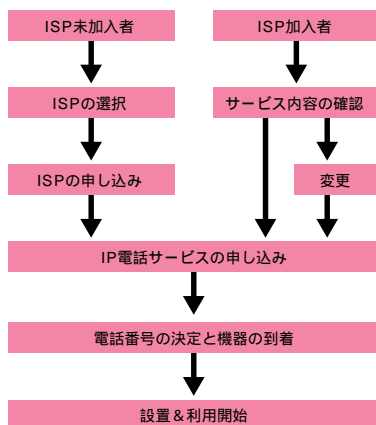 ISP未加入者
ISP加入者
ISPの選択
サービス内容の確認
ISPの申し込み
変更
IP電話サービスの申し込み
電話番号の決定と機器の到着
設置＆利用開始